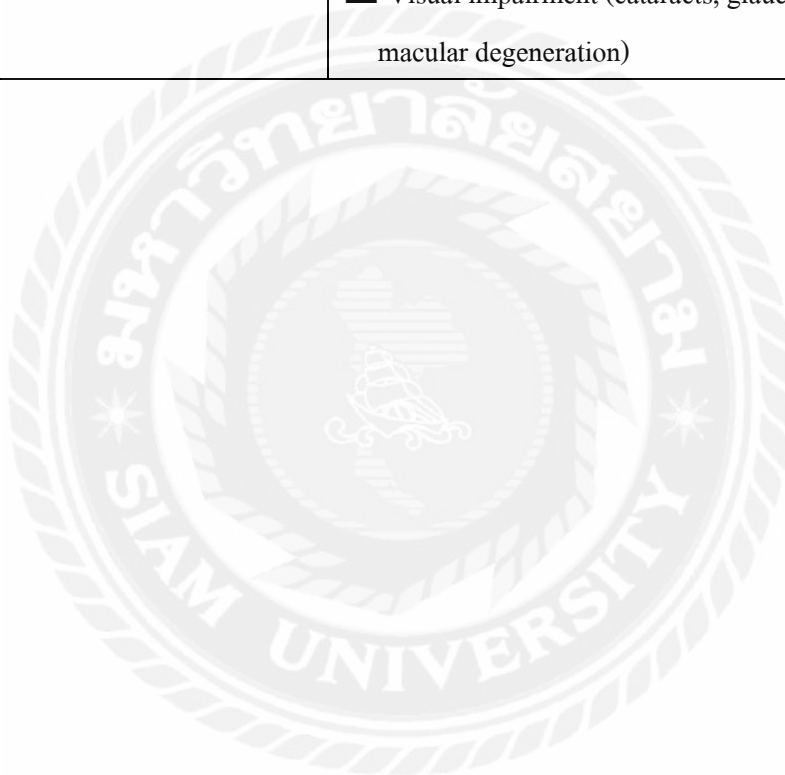 Visual impairment (cataracts, glauc
macular degeneration)
มหาวิทยาลัยสยาม
SIAM UNIVERSITY